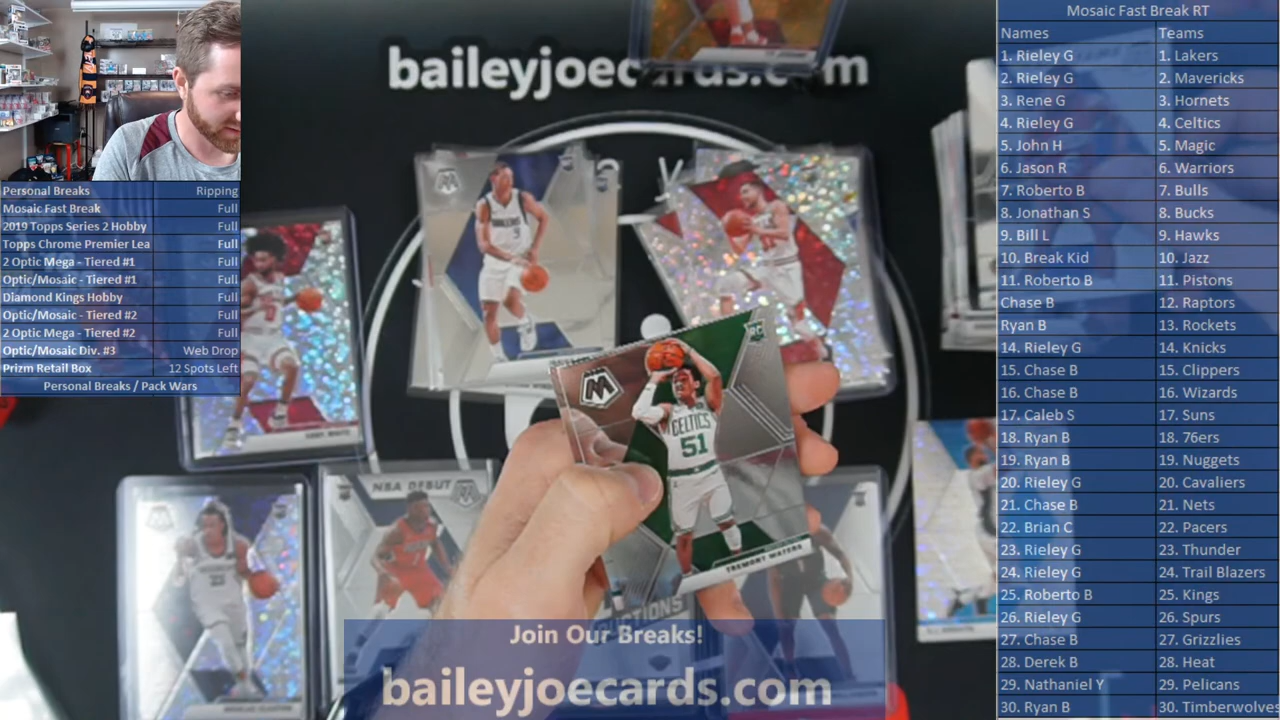 baileyjoec
m
Personal Breaks Ripping
Mosaic Fast Break Full
2019 Topps Series 2 Hobby Full
Topps Chrome Premier Lea Full
2 Optic Mega - Tiered #1 Full
Optic/Mosaic - Tiered #1 Full
Diamond Kings Hobby Full
Optic/Mosaic - Tiered #2 Full
2 Optic Mega - Tiered #2 Full
Optic/Mosaic Div. #3 Web Drop
Prizm Retail Box 12 Spots Left
Personal Breaks / Pack Wars
M
RC
CELTICS
51
TREMONT WATERS
NBA DEBUT
COBY WHITE
Join Our Breaks!
baileyjoecards.com
Mosaic Fast Break RT
Names Teams
1. Rieley G 1. Lakers
2. Rieley G 2. Mavericks
3. Rene G 3. Hornets
4. Rieley G 4. Celtics
5. John H 5. Magic
6. Jason R 6. Warriors
7. Roberto B 7. Bulls
8. Jonathan S 8. Bucks
9. Bill L 9. Hawks
10. Break Kid 10. Jazz
11. Roberto B 11. Pistons
Chase B 12. Raptors
Ryan B 13. Rockets
14. Rieley G 14. Knicks
15. Chase B 15. Clippers
16. Chase B 16. Wizards
17. Caleb S 17. Suns
18. Ryan B 18. 76ers
19. Ryan B 19. Nuggets
20. Rieley G 20. Cavaliers
21. Chase B 21. Nets
22. Brian C 22. Pacers
23. Rieley G 23. Thunder
24. Rieley G 24. Trail Blazers
25. Roberto B 25. Kings
26. Rieley G 26. Spurs
27. Chase B 27. Grizzlies
28. Derek B 28. Heat
29. Nathaniel Y 29. Pelicans
30. Ryan B 30. Timberwolves